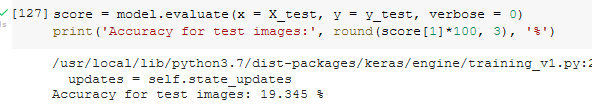 [127] score = model.evaluate(x = X_test, y = y_test, verbose = 0)
print('Accuracy for test images:', round(score[1]*100, 3), '%')
/usr/local/lib/python3.7/dist-packages/keras/engine/training_v1.py:2
updates = self.state_updates
Accuracy for test images: 19.345 %